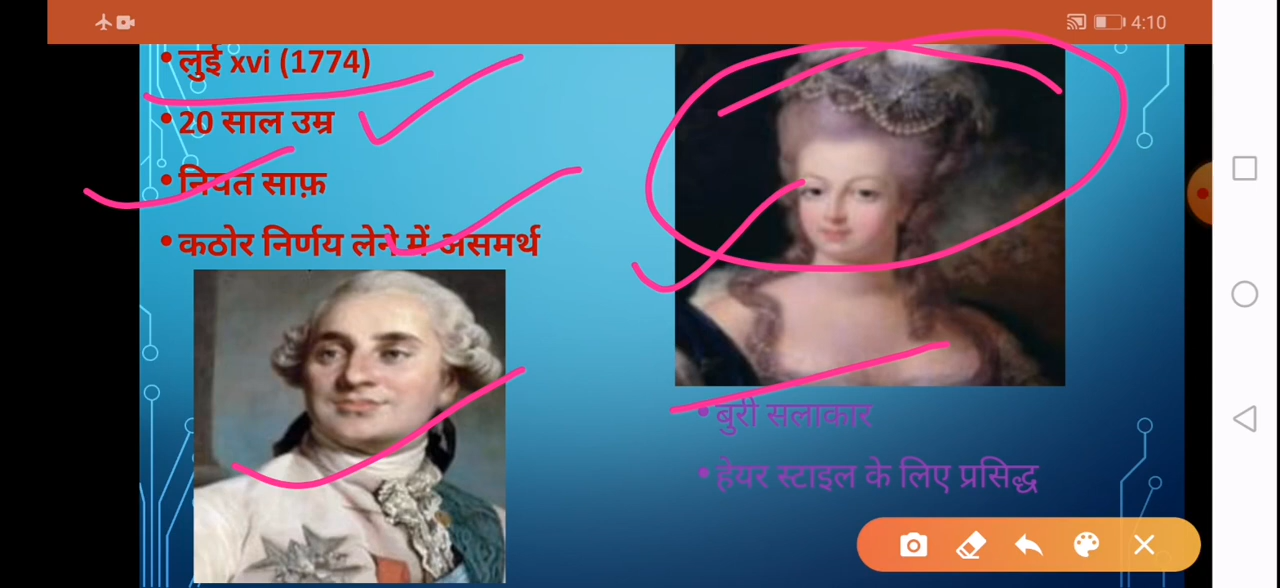 4:10
•लुई xvi (1774)
•20 साल उम्र
•नियत साफ़
•कठोर निर्णय लेने में असमर्थ
•बुरी सलाकार
•हेयर स्टाइल के लिए प्रसिद्ध